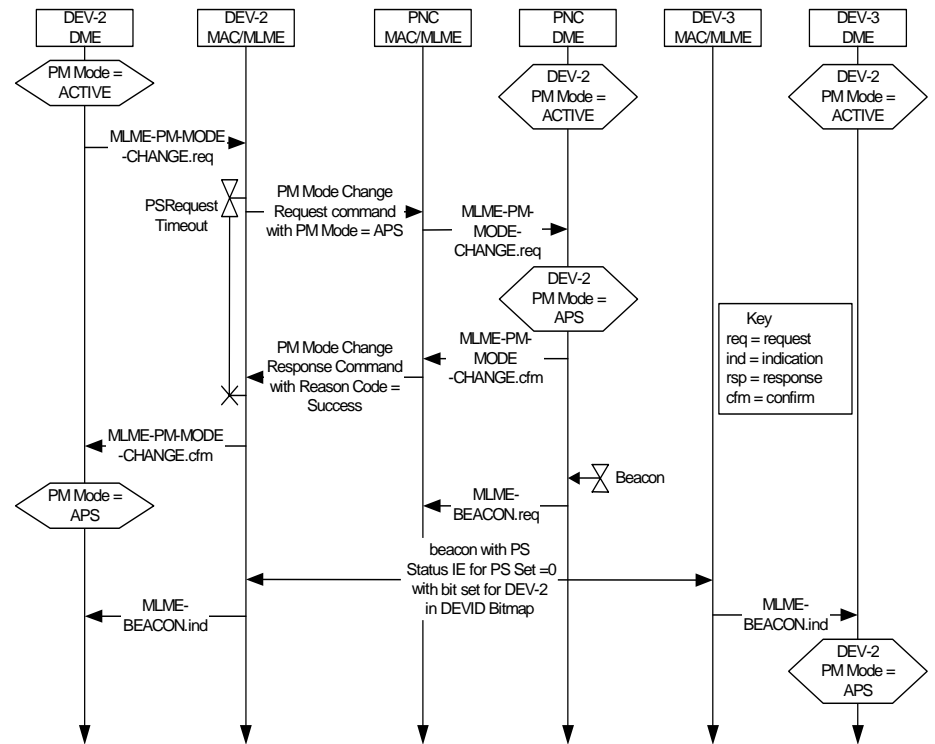 DEV-2
DME
DEV-2
MAC/MLME
PNC
MAC/MLME
PNC
DME
DEV-3
MAC/MLME
DEV-3
DME
PM Mode =
ACTIVE
DEV-2
PM Mode =
ACTIVE
DEV-2
PM Mode =
ACTIVE
MLME-PM-MODE
-CHANGE.req
PSRequest
Timeout
PM Mode Change
Request command
with PM Mode = APS
MLME-PM-
MODE-
CHANGE.req
DEV-2
PM Mode =
APS
Key
req = request
ind = indication
rsp = response
cfm = confirm
MLME-PM-
MODE
-CHANGE.cfm
PM Mode Change
Response Command
with Reason Code =
Success
MLME-PM-MODE
-CHANGE.cfm
PM Mode =
APS
Beacon
MLME-
BEACON.req
beacon with PS
Status IE for PS Set =0
with bit set for DEV-2
in DEVID Bitmap
MLME-
BEACON.ind
MLME-
BEACON.ind
DEV-2
PM Mode =
APS